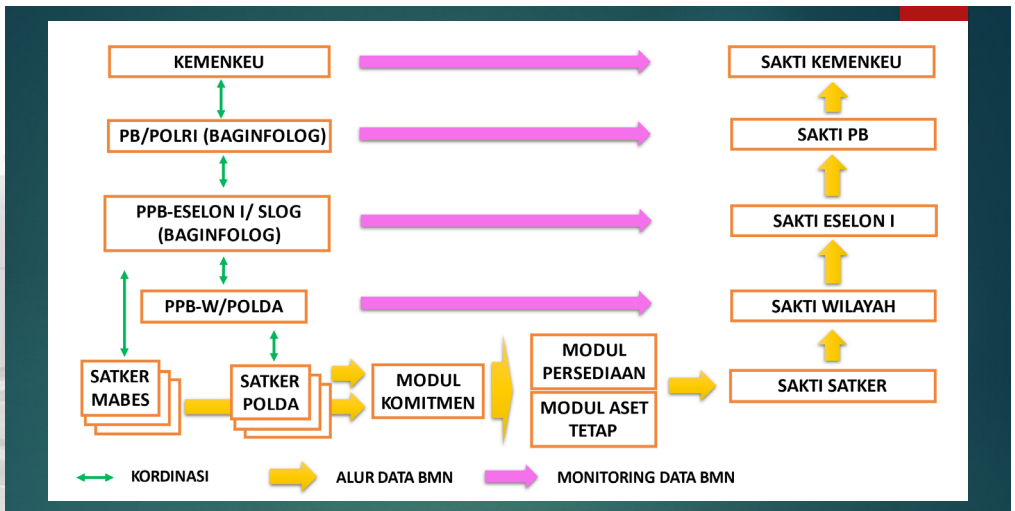 KEMENKEU
SAKTI KEMENKEU
PB/POLRI (BAGINFOLOG)
SAKTI PB
PPB-ESELON I/ SLOG
(BAGINFOLOG)
SAKTI ESELON I
PPB-W/POLDA
SAKTI WILAYAH
SATKER
MABES
SATKER
POLDA
MODUL
KOMITMEN
MODUL
PERSEDIAAN
MODUL ASET
TETAP
SAKTI SATKER
KORDINASI
ALUR DATA BMN
MONITORING DATA BMN